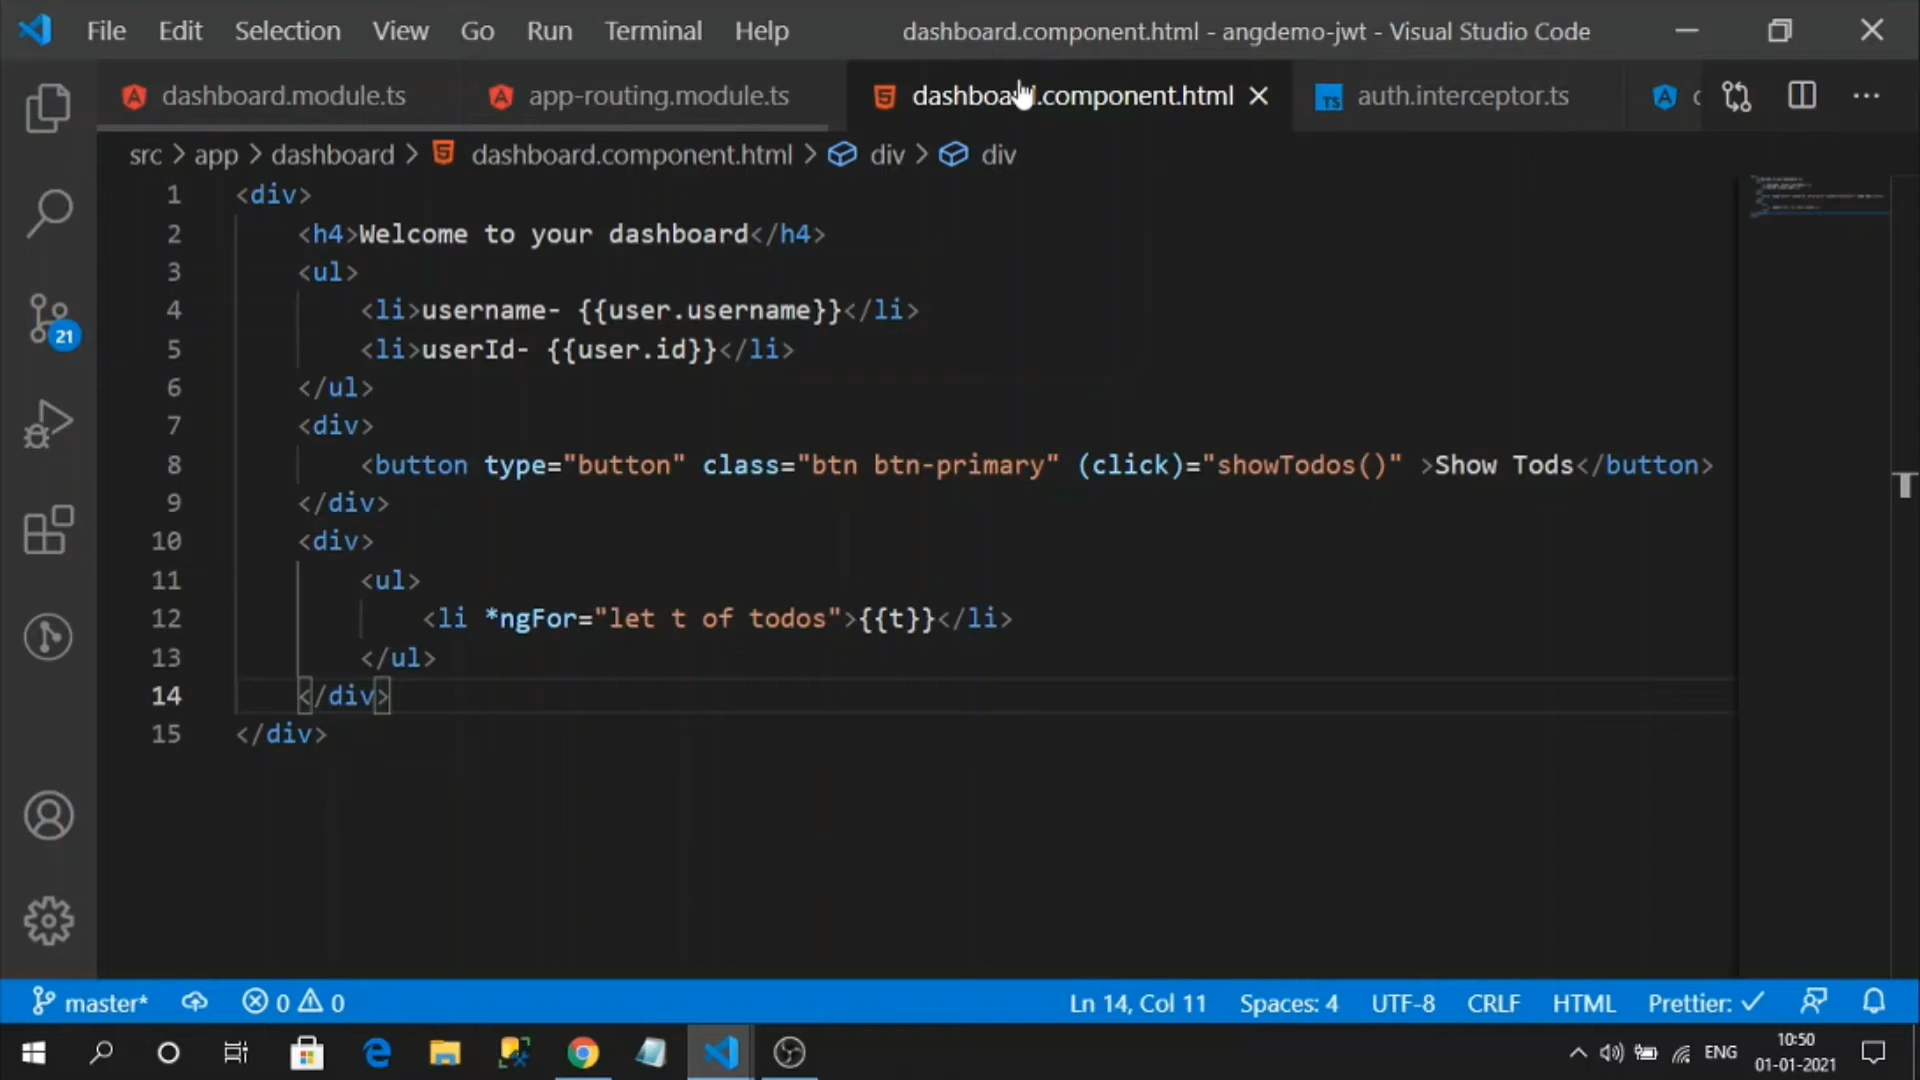 File Edit Selection View Go Run Terminal Help dashboard.component.html - angdemo-jwt - Visual Studio Code
dashboard.module.ts app-routing.module.ts dashboard.component.html TS auth.interceptor.ts
src > app > dashboard > dashboard.component.html > div > div
1 <div>
2 <h4>Welcome to your dashboard</h4>
3 <ul>
4 <li>username- {{user.username}}</li>
5 <li>userId- {{user.id}}</li>
6 </ul>
7 <div>
8 <button type="button" class="btn btn-primary" (click)="showTodos()" >Show Tods</button>
9 </div>
10 <div>
11 <ul>
12 <li *ngFor="let t of todos">{{t}}</li>
13 </ul>
14 </div>
15 </div>
21
master* 0 0 Ln 14, Col 11 Spaces: 4 UTF-8 CRLF HTML Prettier: ✓
ENG 10:50
01-01-2021